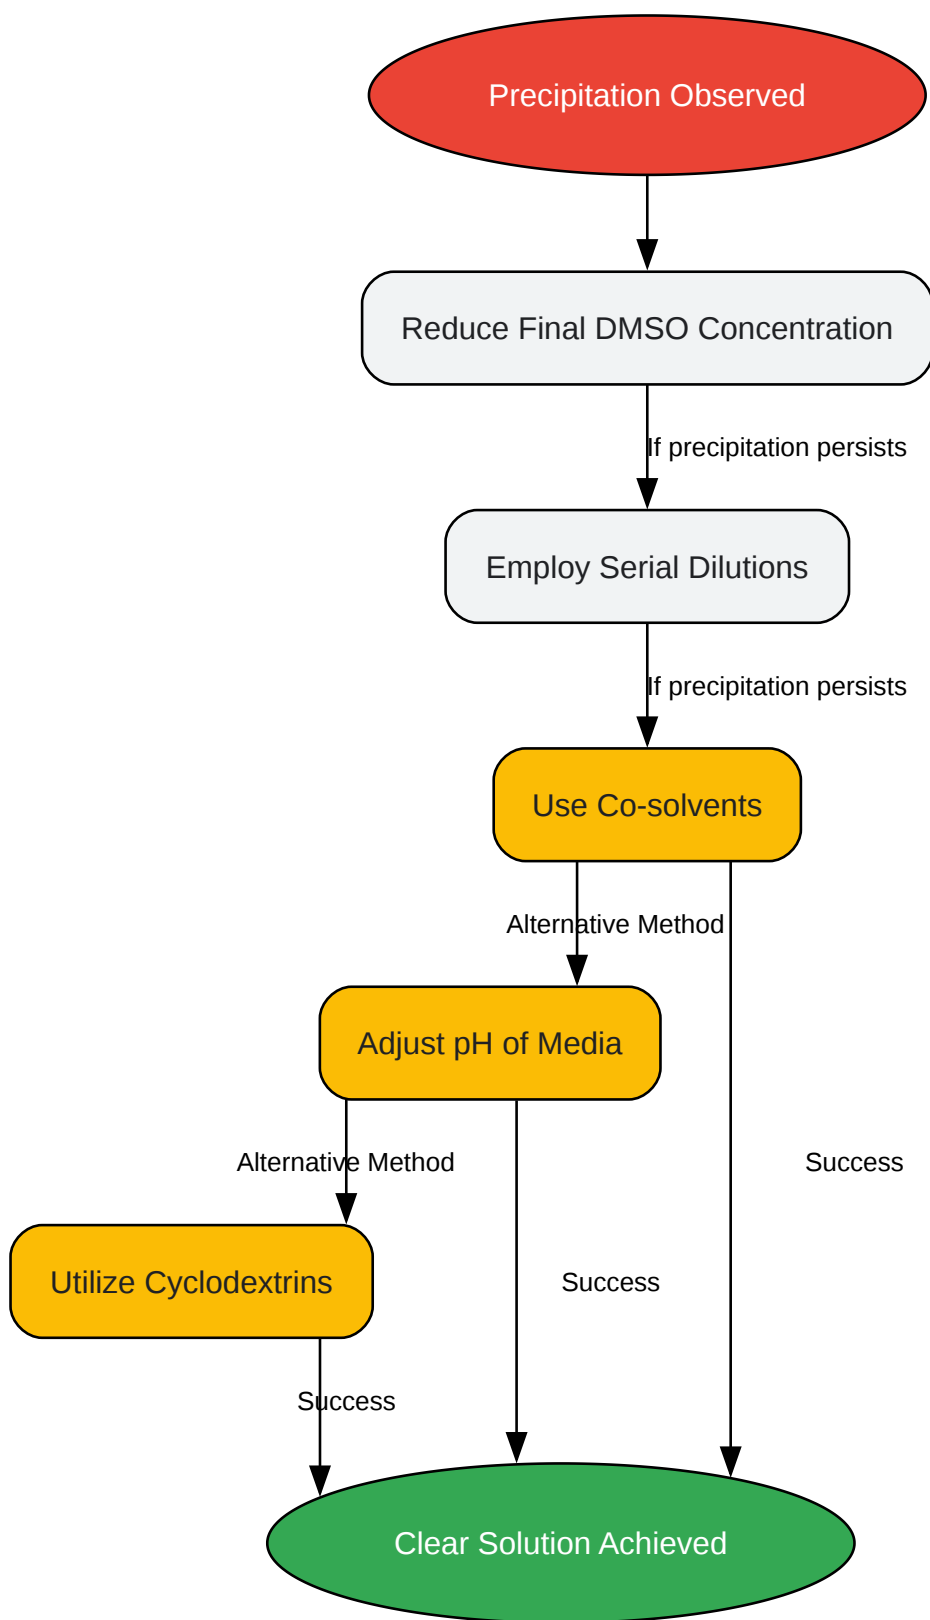 Precipitation Observed
Reduce Final DMSO Concentration
If precipitation persists
Employ Serial Dilutions
If precipitation persists
Use Co-solvents
Alternative Method
Adjust pH of Media
Alternative Method
Success
Utilize Cyclodextrins
Success
Success
Clear Solution Achieved